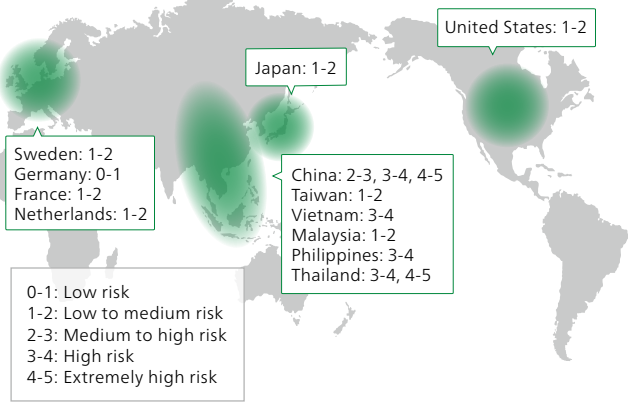 United States: 1-2
Japan: 1-2
Sweden: 1-2
Germany: 0-1
France: 1-2
Netherlands: 1-2
China: 2-3, 3-4, 4-5
Taiwan: 1-2
Vietnam: 3-4
Malaysia: 1-2
Philippines: 3-4
Thailand: 3-4, 4-5
0-1: Low risk
1-2: Low to medium risk
2-3: Medium to high risk
3-4: High risk
4-5: Extremely high risk